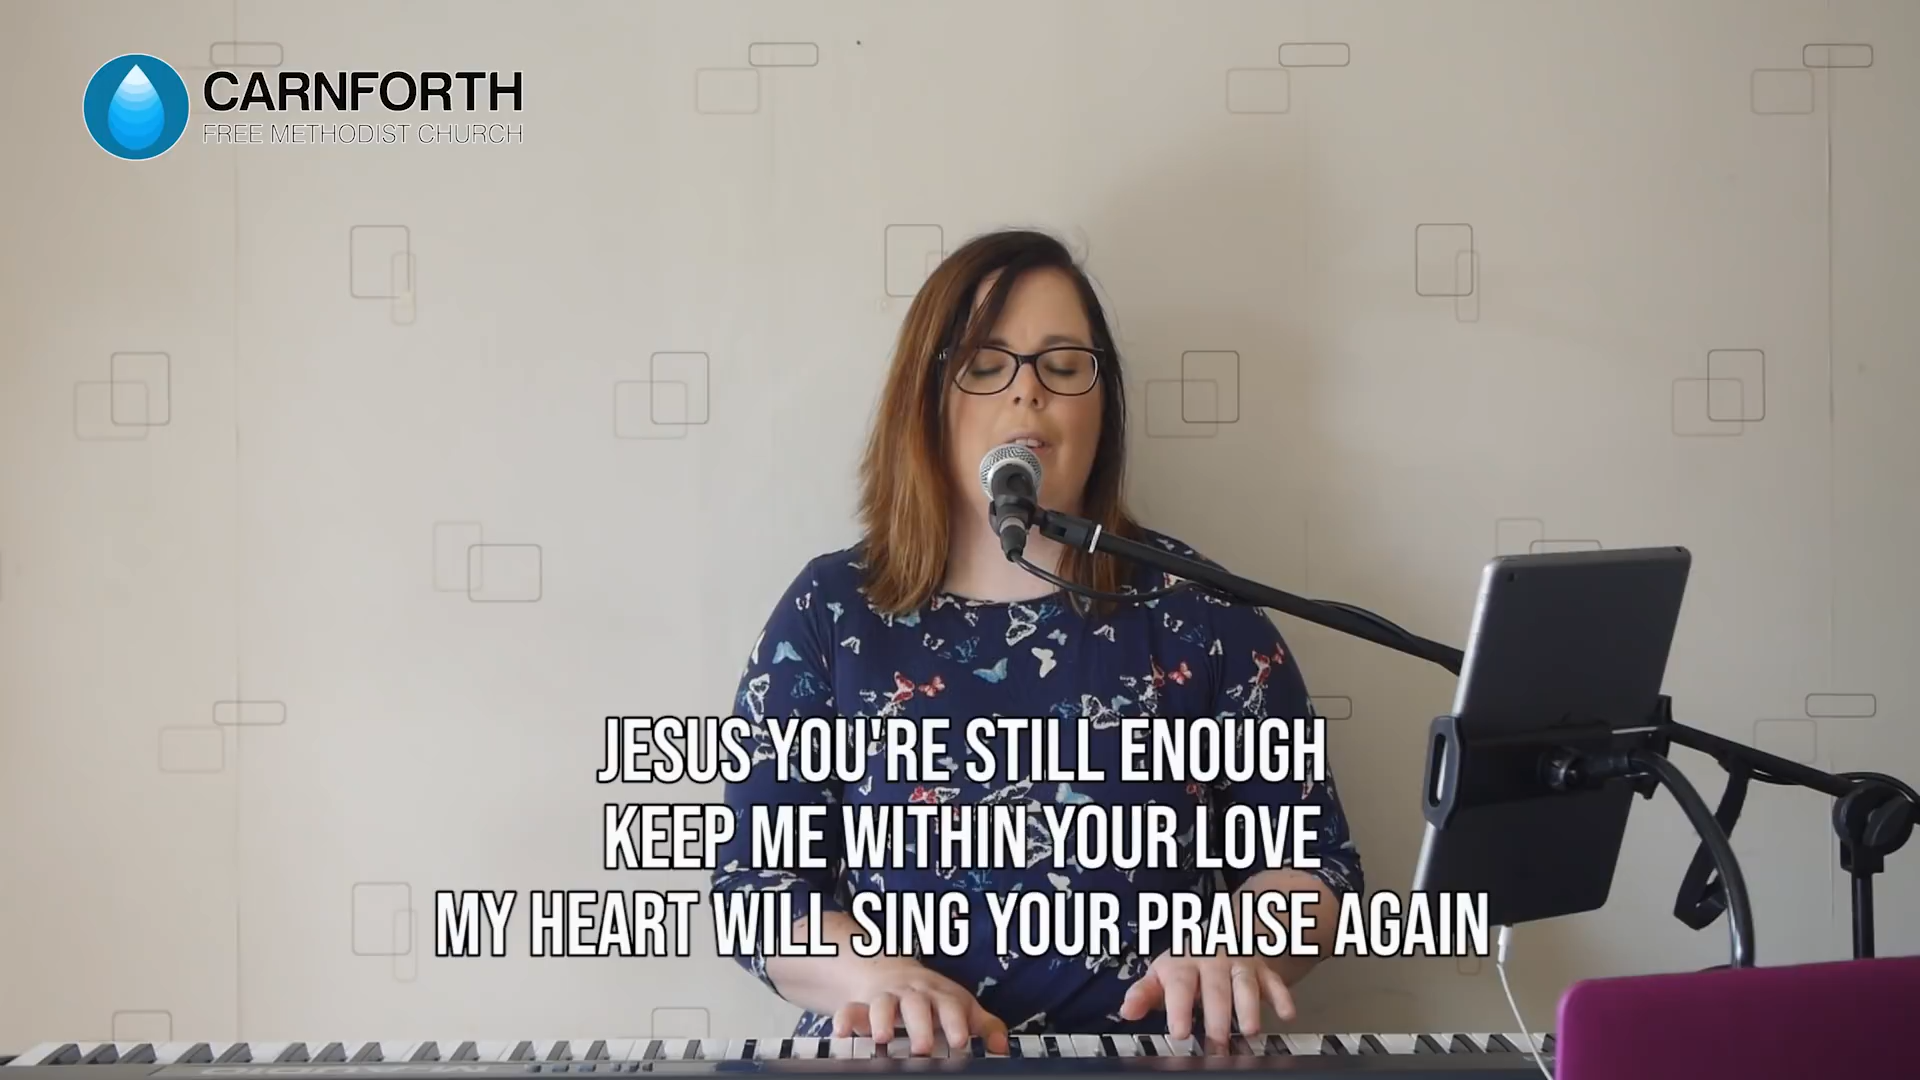 CARNFORTH
FREE METHODIST CHURCH
JESUS YOU'RE STILL ENOUGH
KEEP ME WITHIN YOUR LOVE
MY HEART WILL SING YOUR PRAISE AGAIN
M-AUDIO